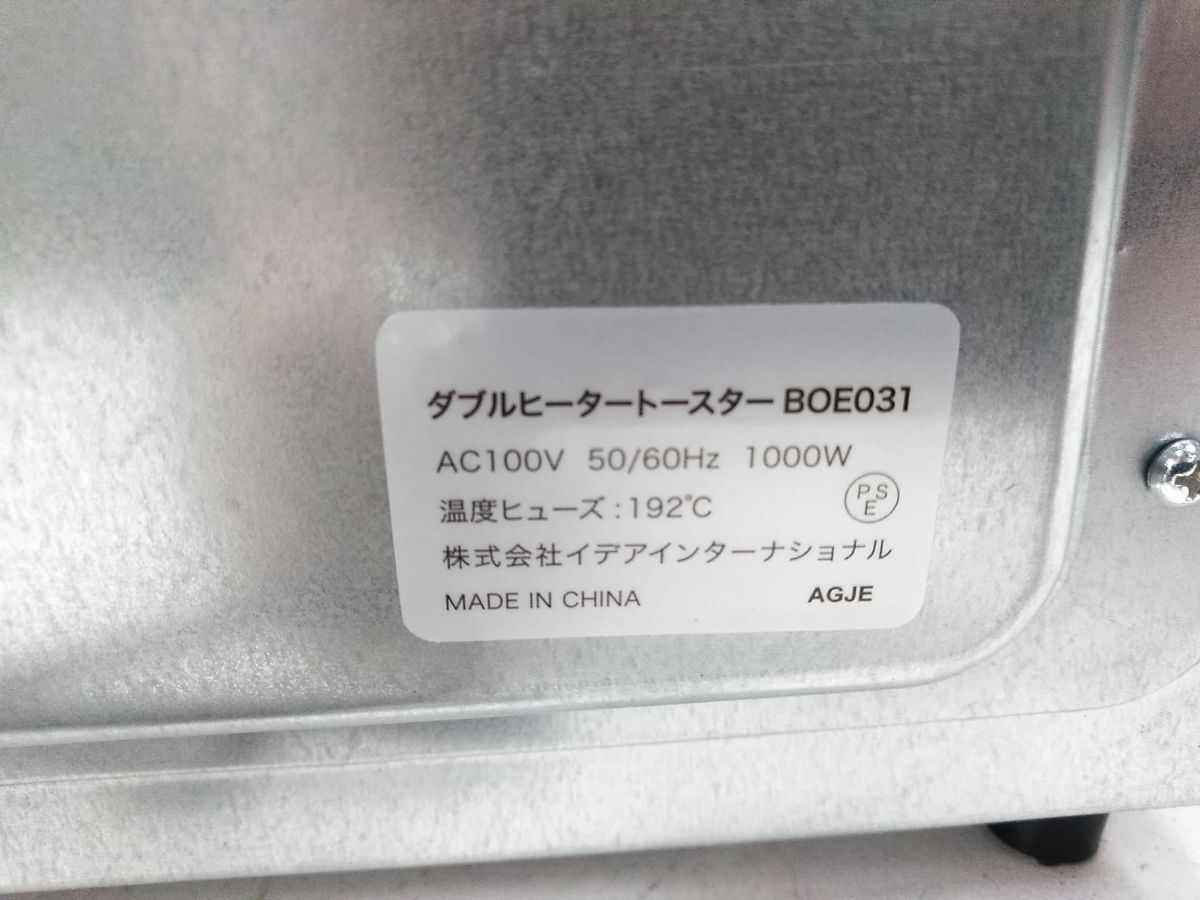 ダブルヒータートースター BOE031
AC100V 50/60Hz 1000W
温度ヒューズ:192℃
PSE
株式会社イデアインターナショナル
MADE IN CHINA AGJE